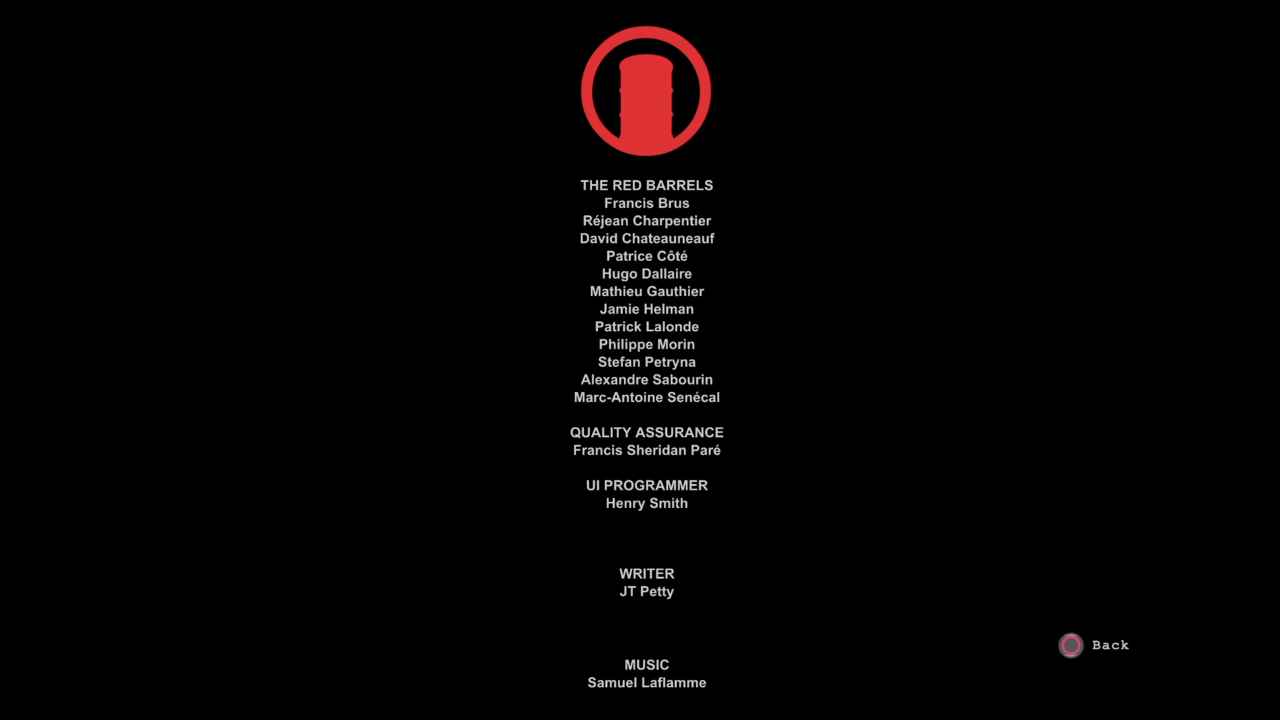 THE RED BARRELS
Francis Brus
Réjean Charpentier
David Chateauneuf
Patrice Côté
Hugo Dallaire
Mathieu Gauthier
Jamie Helman
Patrick Lalonde
Philippe Morin
Stefan Petryna
Alexandre Sabourin
Marc-Antoine Senécal
QUALITY ASSURANCE
Francis Sheridan Paré
UI PROGRAMMER
Henry Smith
WRITER
JT Petty
Back
MUSIC
Samuel Laflamme